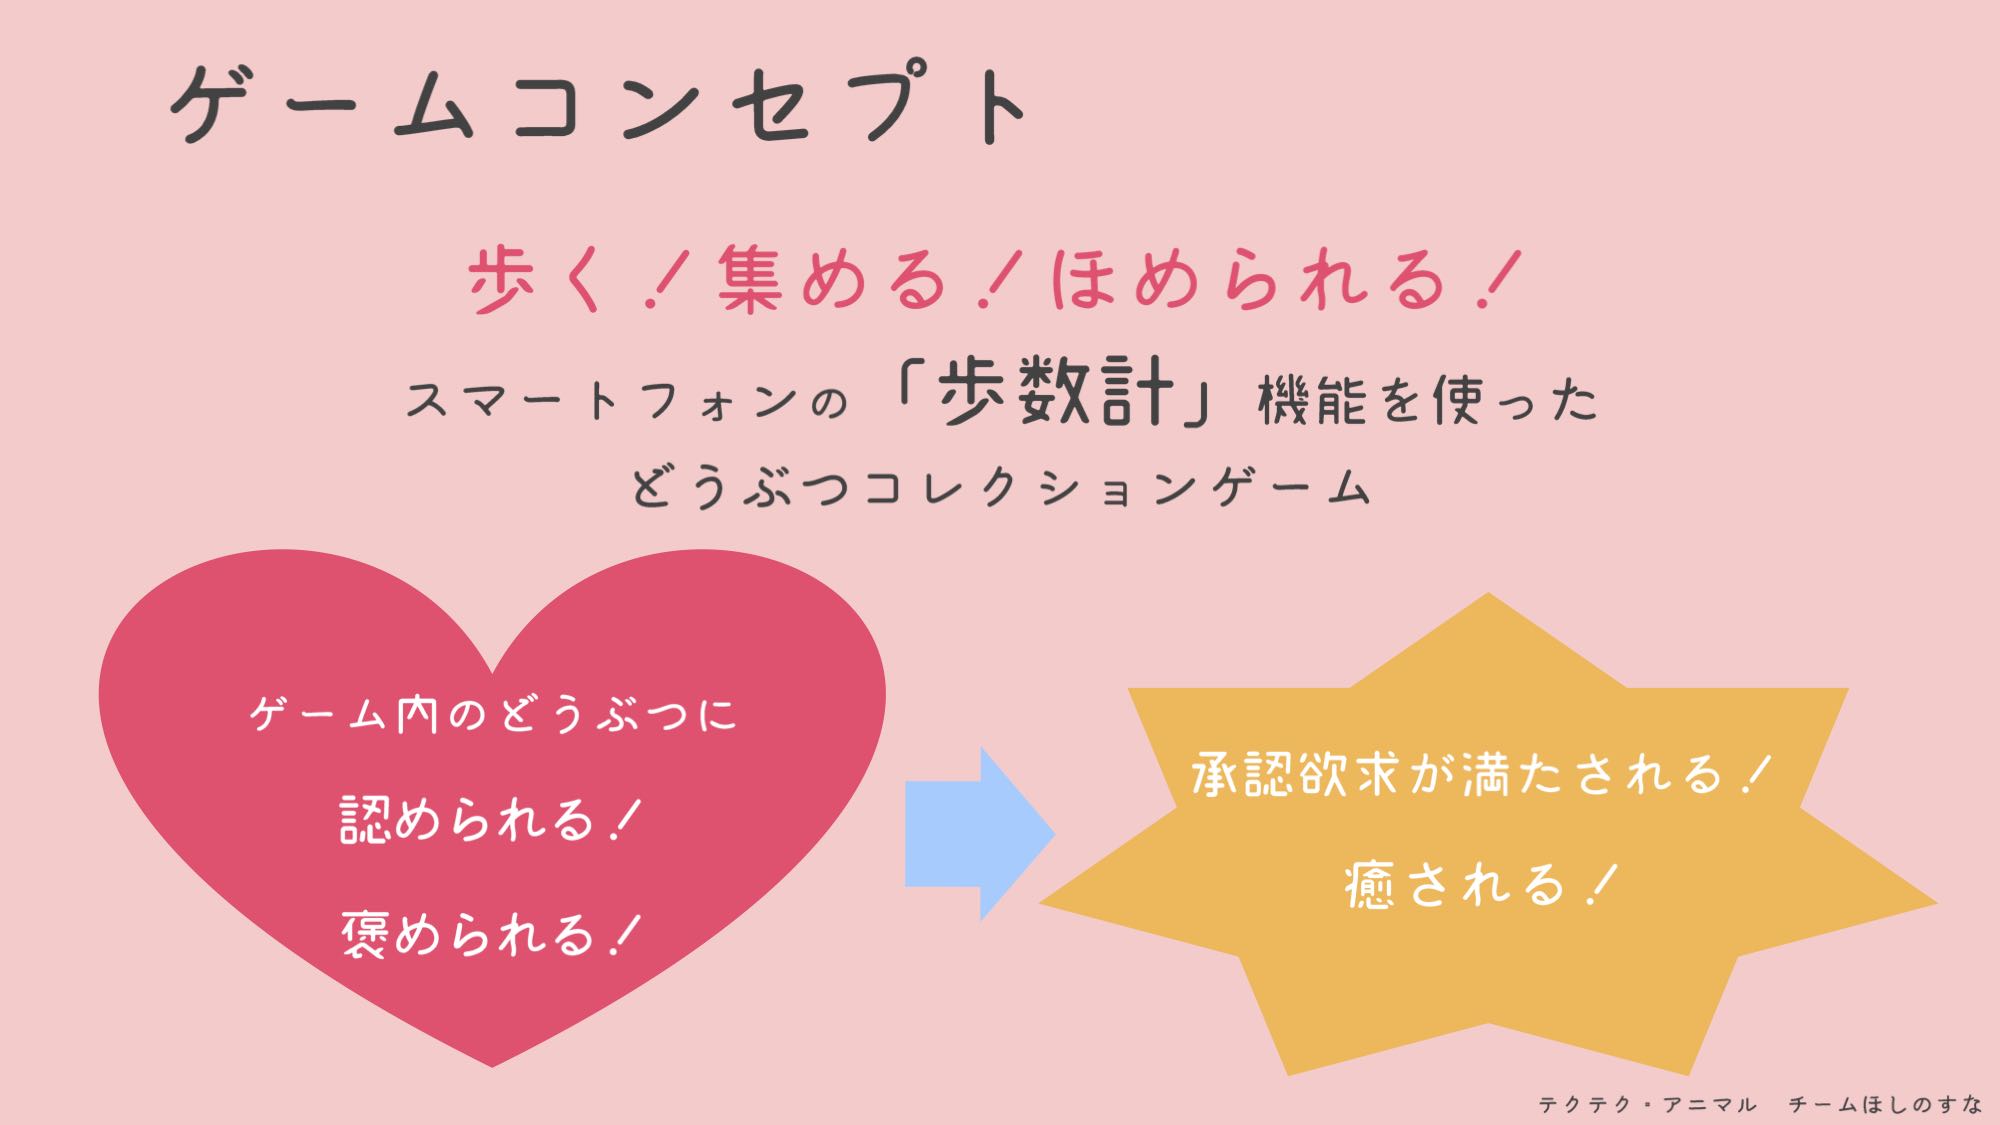 ゲームコンセプト
歩く！集める！ほめられる！
スマートフォンの「歩数計」機能を使った
どうぶつコレクションゲーム
ゲーム内のどうぶつに
認められる！
褒められる！
承認欲求が満たされる！
癒される！
テクテク・アニマル　チームほしのすな